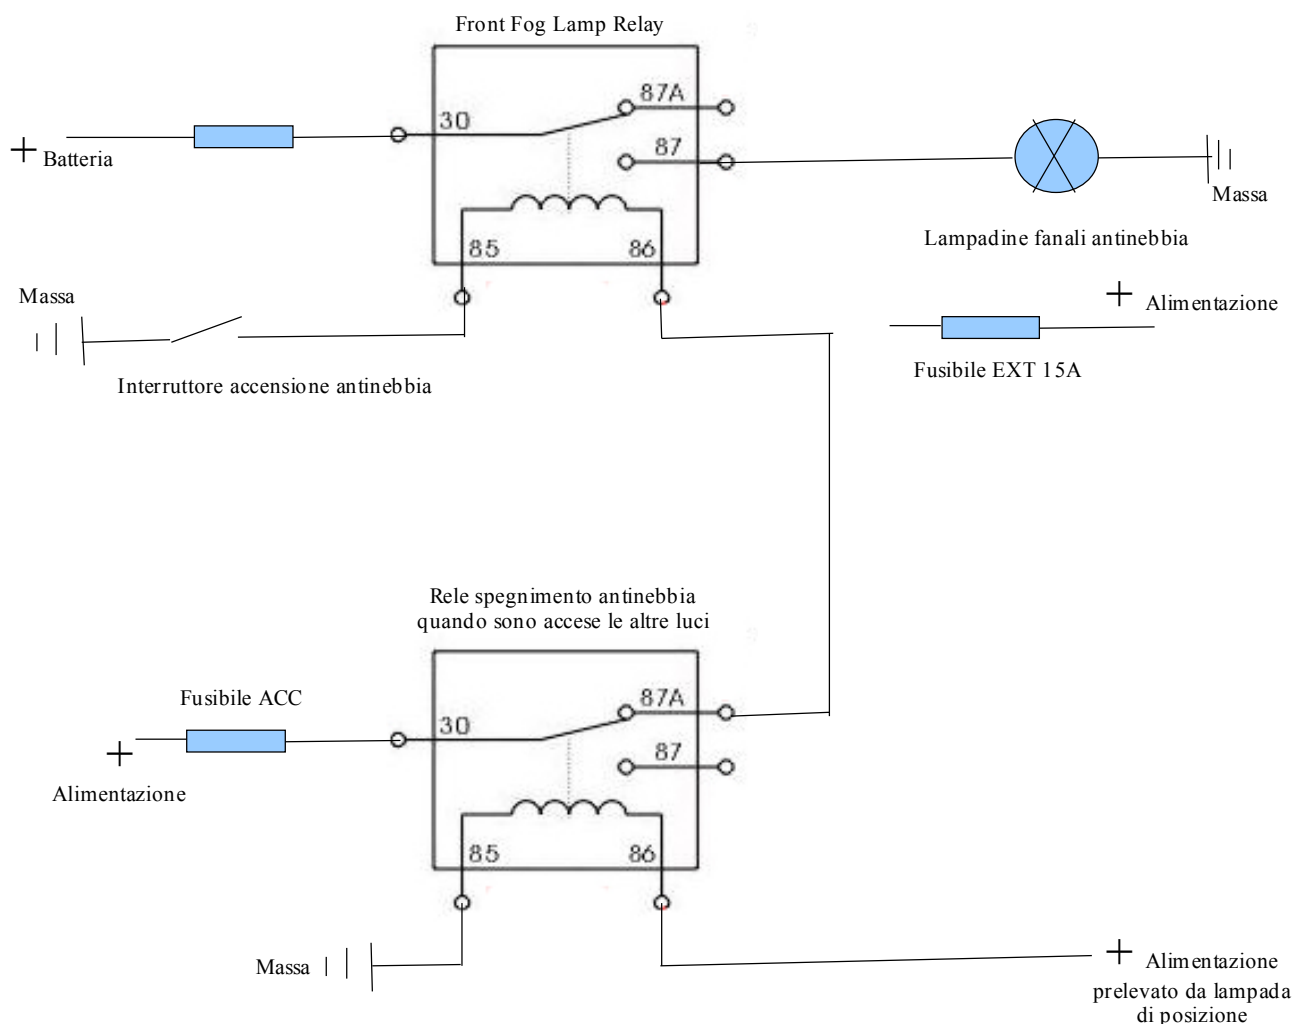 Front Fog Lamp Relay
87A
30
87
+ Batteria
Massa
85
86
Lampadine fanali antinebbia
Massa
+ Alimentazione
Interruttore accensione antinebbia
Fusibile EXT 15A
Rele spegnimento antinebbia
quando sono accese le altre luci
Fusibile ACC
87A
30
87
+
Alimentazione
85
86
Massa
+ Alimentazione
prelevato da lampada
di posizione